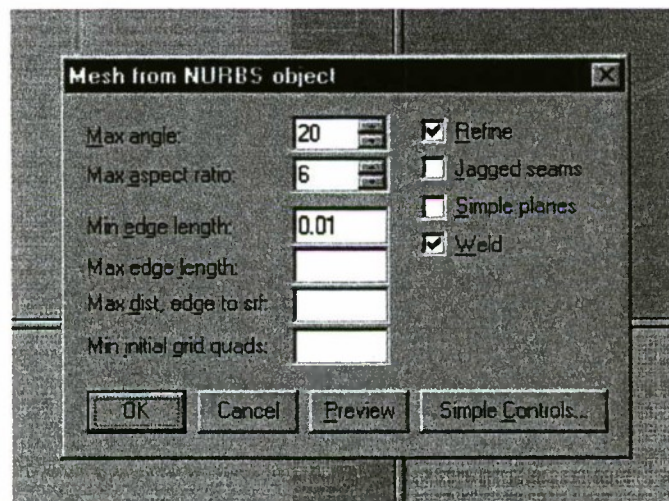 Mesh from NURBS object
Max angle: 20
Max aspect ratio: 6
Min edge length: 0.01
Max edge length:
Max dist, edge to srf:
Min initial grid quads:
Refine
Jagged seams
Simple planes
Weld
OK Cancel Preview Simple Controls...